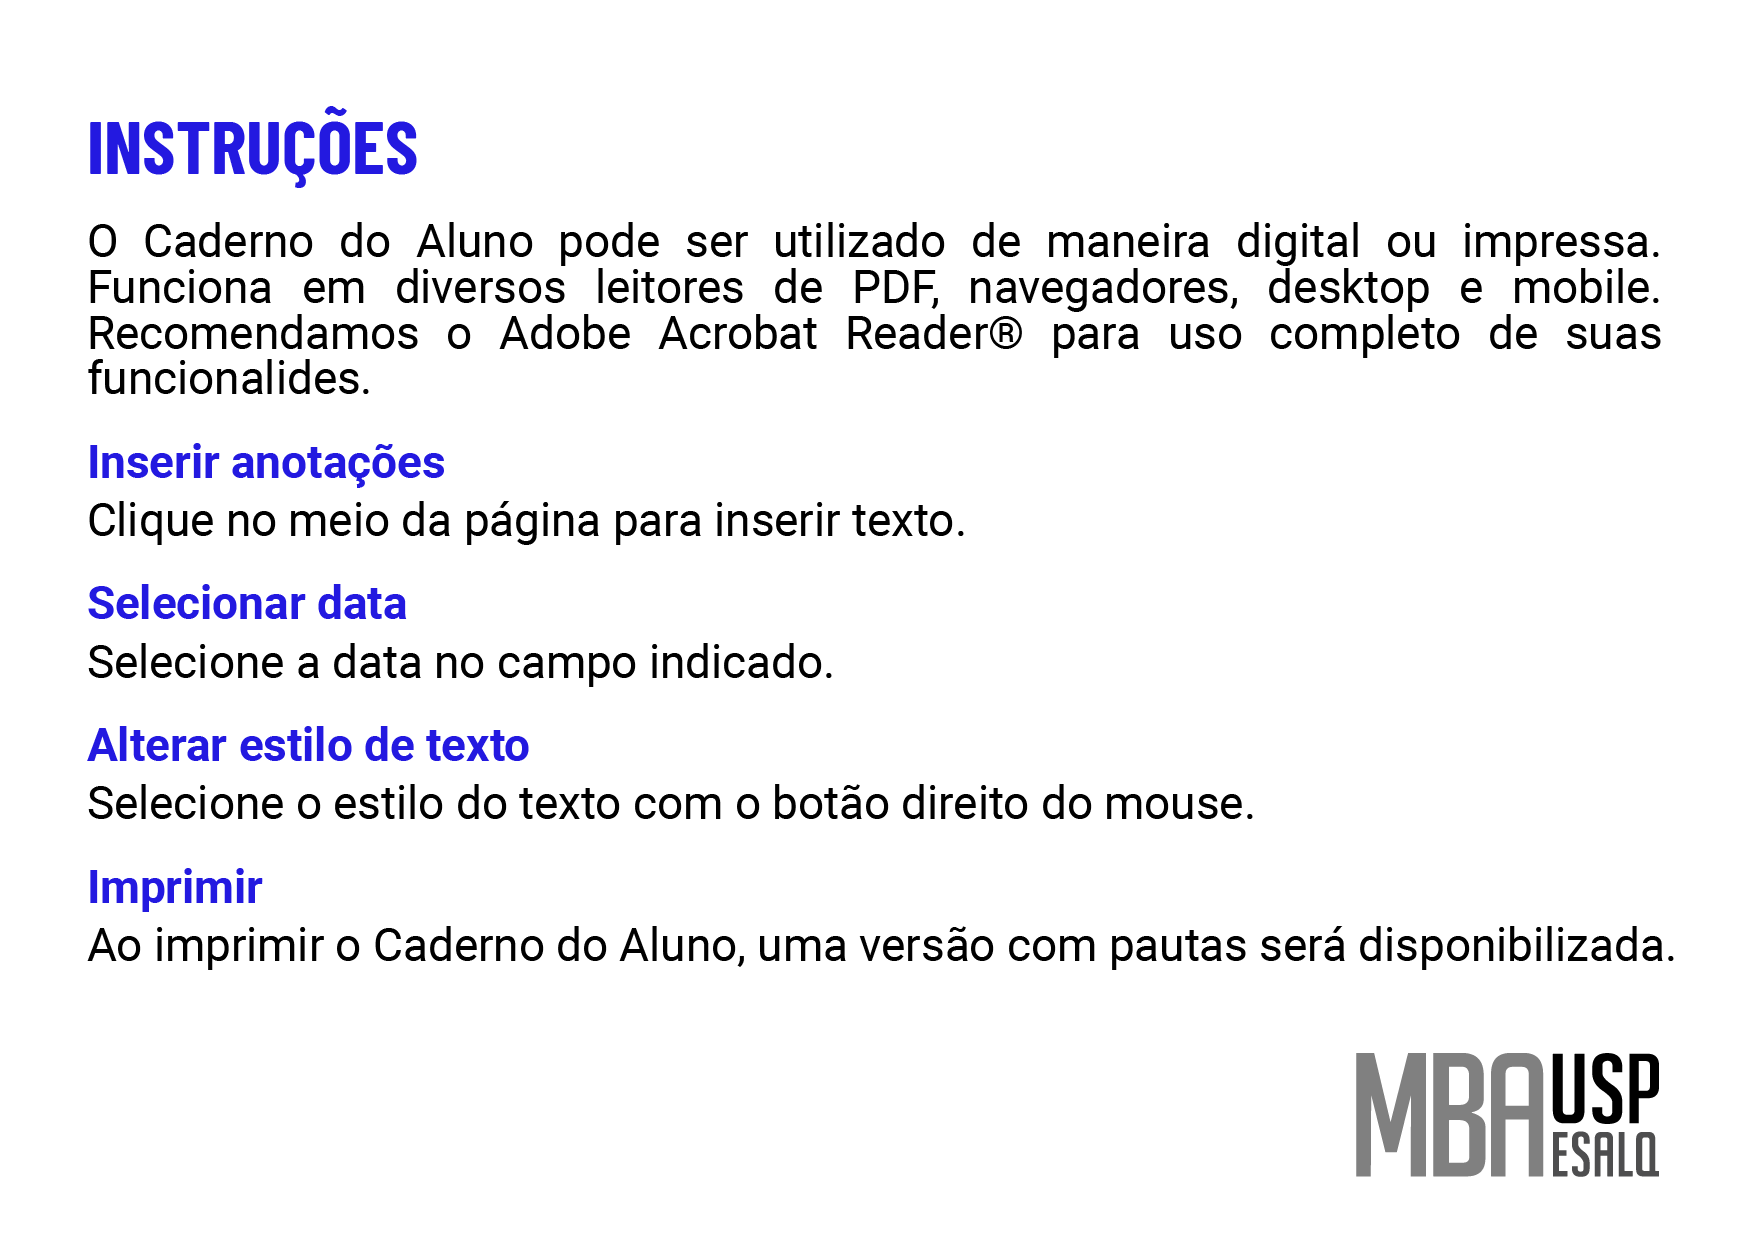 INSTRUÇÕES
O Caderno do Aluno pode ser utilizado de maneira digital ou impressa.
Funciona em diversos leitores de PDF, navegadores, desktop e mobile.
Recomendamos o Adobe Acrobat Reader® para uso completo de suas
funcionalides.
Inserir anotações
Clique no meio da página para inserir texto.
Selecionar data
Selecione a data no campo indicado.
Alterar estilo de texto
Selecione o estilo do texto com o botão direito do mouse.
Imprimir
Ao imprimir o Caderno do Aluno, uma versão com pautas será disponibilizada.
MBA USP
ESALQ